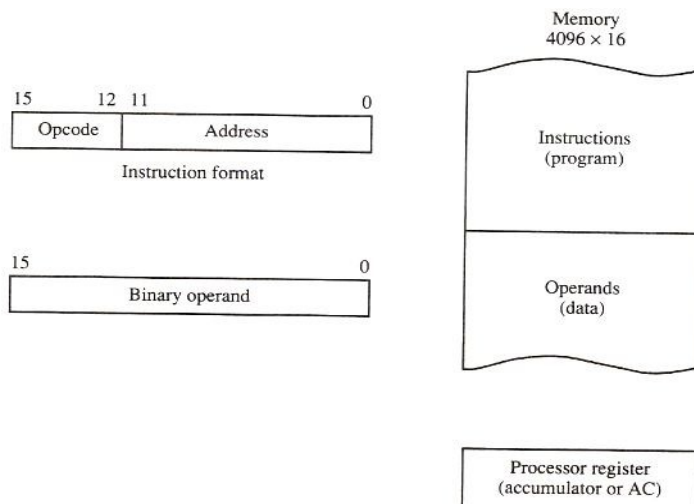 Memory
4096 × 16
15 12 11 0
Opcode Address
Instruction format
Instructions
(program)
15 0
Binary operand
Operands
(data)
Processor register
(accumulator or AC)